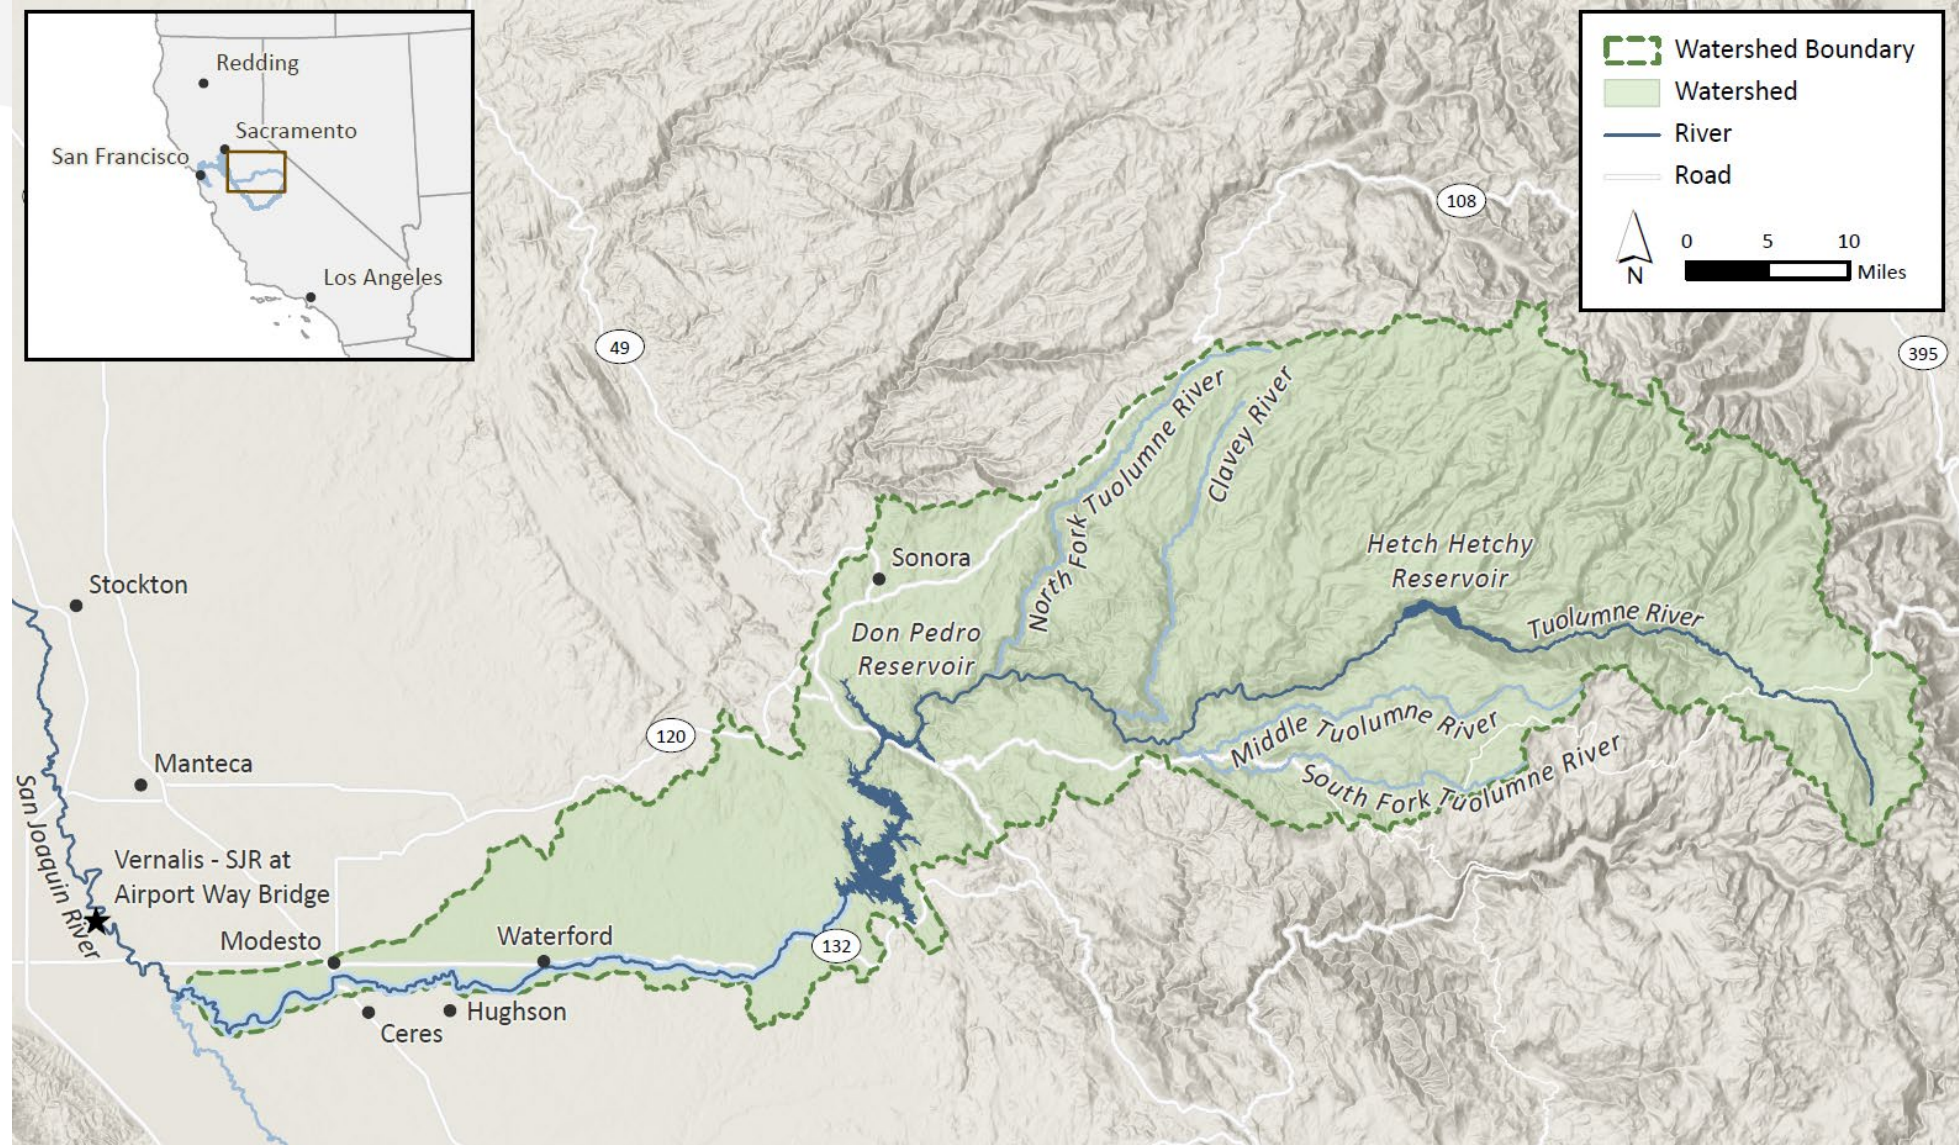 Redding
Sacramento
San Francisco
Los Angeles
Watershed Boundary
Watershed
River
Road
N
0 5 10
Miles
108
49
395
North Fork Tuolumne River
Clavey River
Sonora
Hetch Hetchy
Reservoir
Stockton
Don Pedro
Reservoir
Tuolumne River
120
Middle Tuolumne River
South Fork Tuolumne River
Manteca
San Joaquin River
Vernalis - SJR at
Airport Way Bridge
Modesto
Waterford
132
Hughson
Ceres